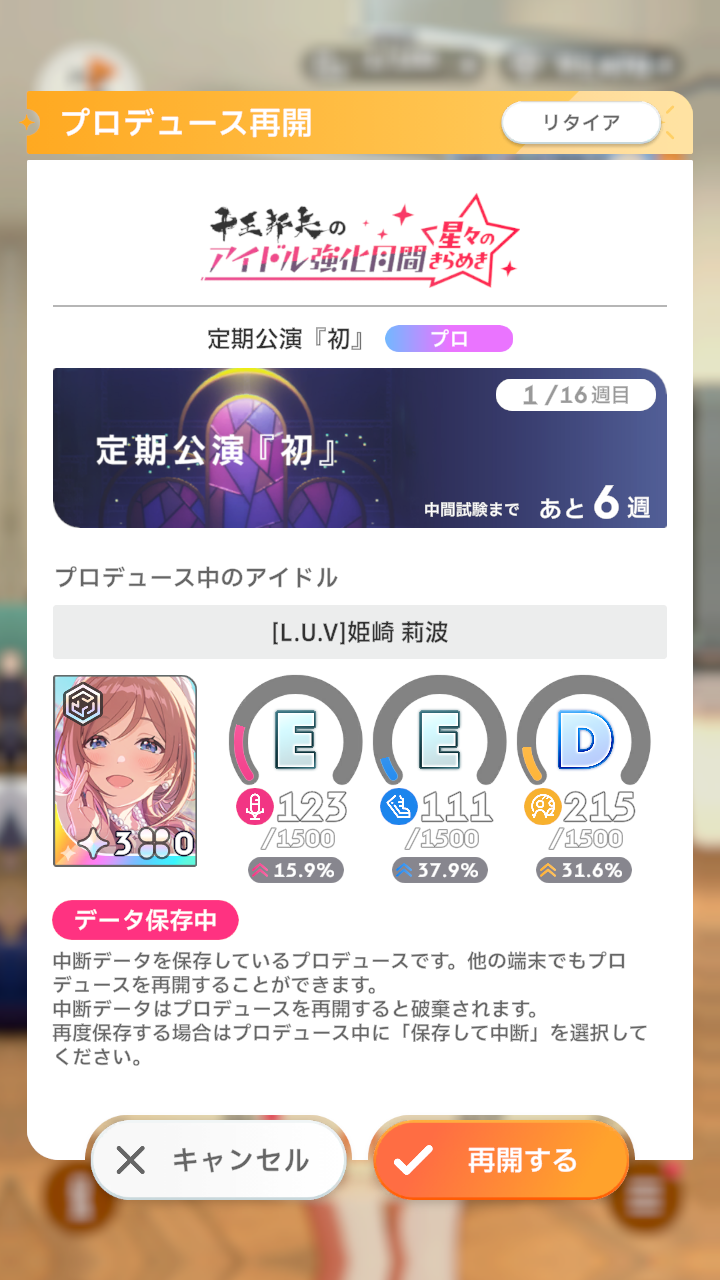 プロデュース再開
リタイア
十王邦夫の
アイドル強化月間
星々の
きらめき
定期公演『初』
プロ
1/16週目
定期公演『初』
中間試験まで あと6週
プロデュース中のアイドル
[L.U.V]姫崎 莉波
E
E
D
3
0
123
111
215
/1500
/1500
/1500
15.9%
37.9%
31.6%
データ保存中
中断データを保存しているプロデュースです。他の端末でもプロ
デュースを再開することができます。
中断データはプロデュースを再開すると破棄されます。
再度保存する場合はプロデュース中に「保存して中断」を選択して
ください。
キャンセル
再開する